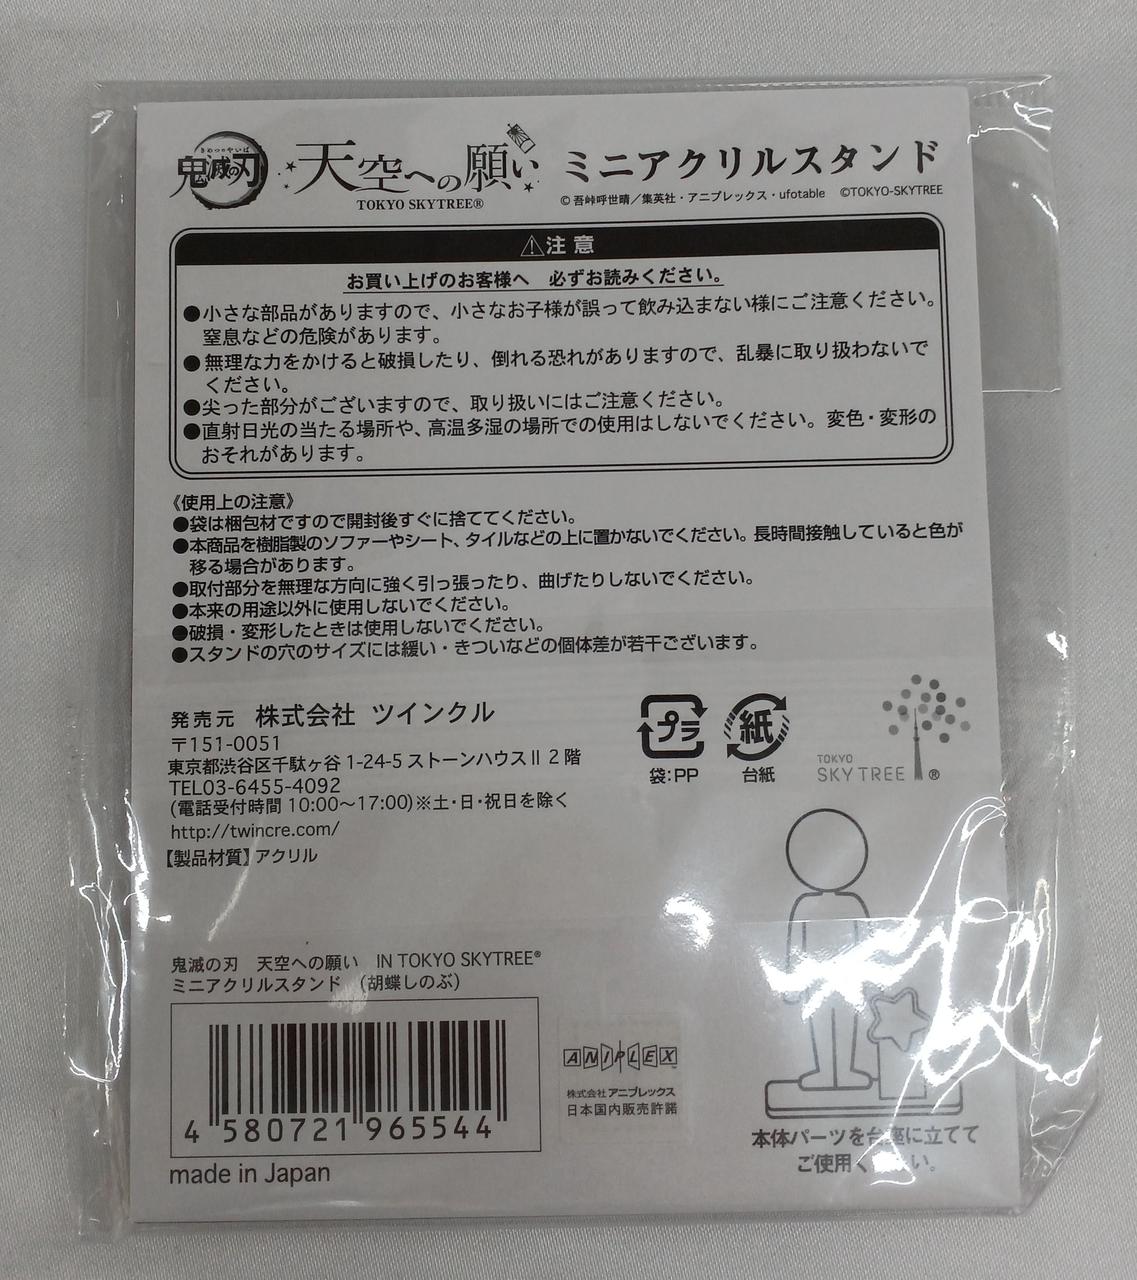 きめつのやいば
鬼滅の刃
天空への願い
TOKYO SKYTREE®
ミニアクリルスタンド
© 吾峠呼世晴／集英社・アニプレックス・ufotable ©TOKYO-SKYTREE
⚠注意
お買い上げのお客様へ 必ずお読みください。
●小さな部品がありますので、小さなお子様が誤って飲み込まない様にご注意ください。
窒息などの危険があります。
●無理な力をかけると破損したり、倒れる恐れがありますので、乱暴に取り扱わないで
ください。
●尖った部分がございますので、取り扱いにはご注意ください。
●直射日光の当たる場所や、高温多湿の場所での使用はしないでください。変色・変形の
おそれがあります。
《使用上の注意》
●袋は梱包材ですので開封後すぐに捨ててください。
●本商品を樹脂製のソファーやシート、タイルなどの上に置かないでください。長時間接触していると色が
移る場合があります。
●取付部分を無理な方向に強く引っ張ったり、曲げたりしないでください。
●本来の用途以外に使用しないでください。
●破損・変形したときは使用しないでください。
●スタンドの穴のサイズには緩い・きついなどの個体差が若干ございます。
発売元 株式会社 ツインクル
〒151-0051
東京都渋谷区千駄ヶ谷 1-24-5 ストーンハウスⅡ 2 階
TEL03-6455-4092
(電話受付時間 10:00～17:00)※土・日・祝日を除く
http://twincre.com/
【製品材質】アクリル
プラ
袋：PP
紙
台紙
TOKYO
SKYTREE®
鬼滅の刃 天空への願い IN TOKYO SKYTREE®
ミニアクリルスタンド （胡蝶しのぶ）
4 580721 965544
made in Japan
ANIPLEX
株式会社 アニプレックス
日本国内販売許諾
本体パーツを台座に立てて
ご使用ください。